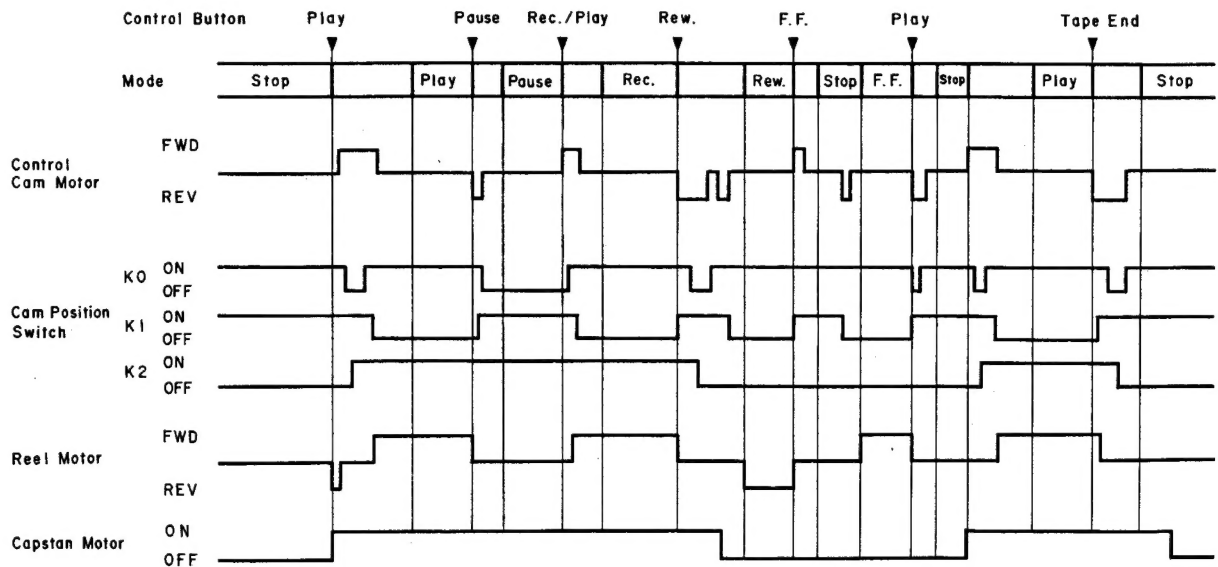 Control Button Play Pause Rec./Play Rew. F.F. Play Tape End
Mode Stop Play Pause Rec. Rew. Stop F.F. Stop Play Stop
FWD
Control
Cam Motor
REV
K0 ON
OFF
Cam Position
Switch
K1 ON
OFF
K2 ON
OFF
FWD
Reel Motor
REV
ON
Capstan Motor
OFF